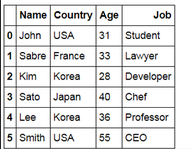 Name Country Age Job
0 John USA 31 Student
1 Sabre France 33 Lawyer
2 Kim Korea 28 Developer
3 Sato Japan 40 Chef
4 Lee Korea 36 Professor
5 Smith USA 55 CEO